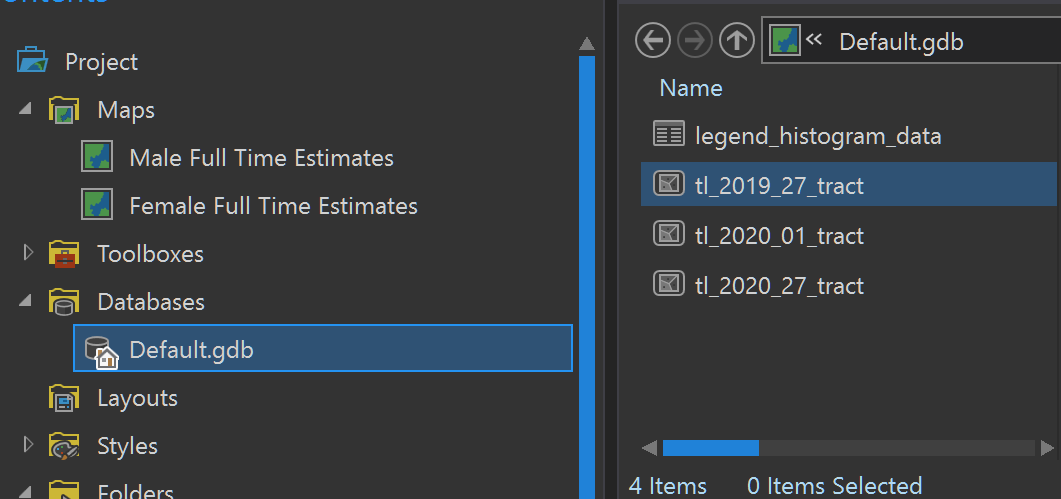 Contents
Project
Maps
Male Full Time Estimates
Female Full Time Estimates
Toolboxes
Databases
Default.gdb
Layouts
Styles
Folders
« Default.gdb
Name
legend_histogram_data
tl_2019_27_tract
tl_2020_01_tract
tl_2020_27_tract
4 Items 0 Items Selected